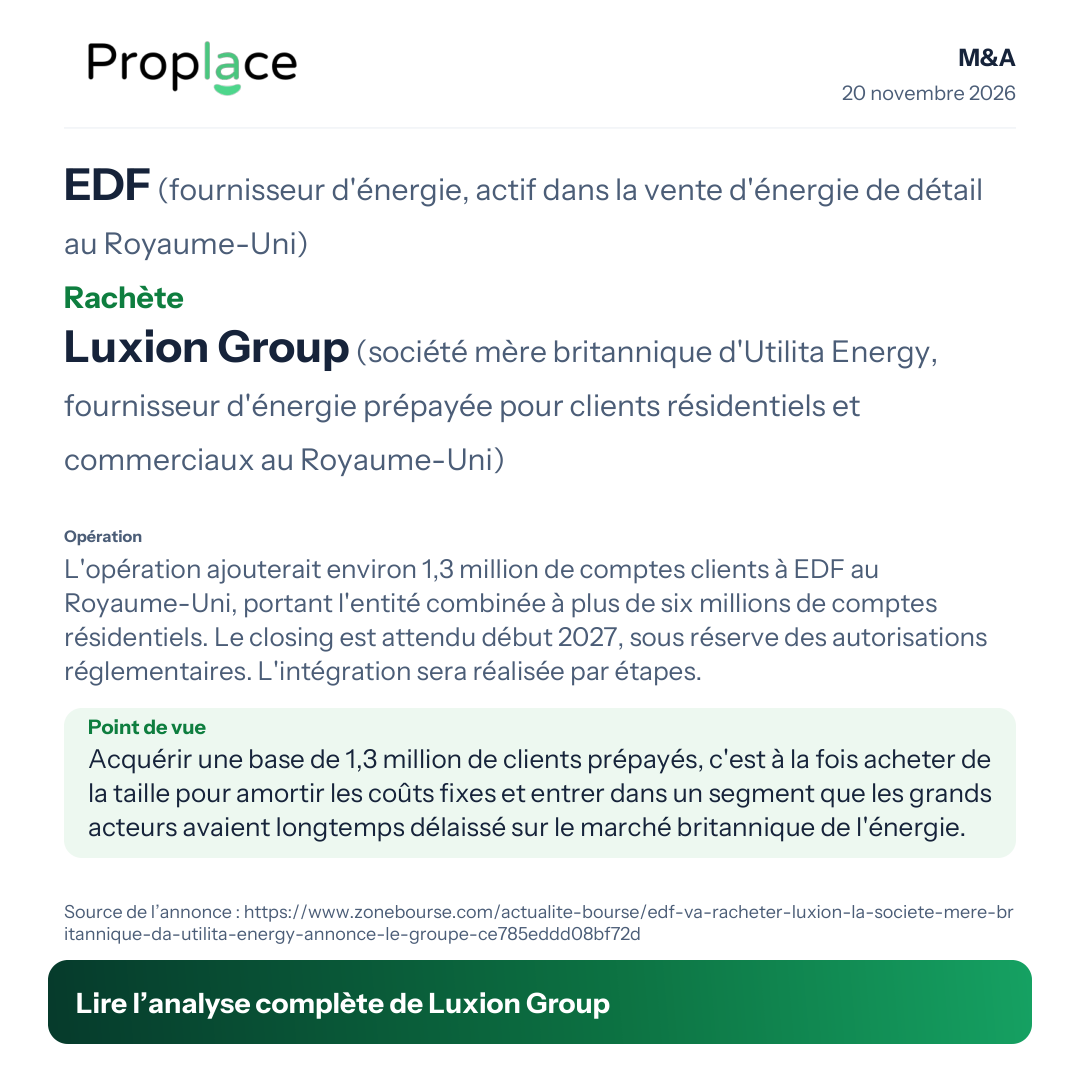 Proplace
M&A
20 novembre 2026
EDF (fournisseur d'énergie, actif dans la vente d'énergie de détail
au Royaume-Uni)
Rachète
Luxion Group (société mère britannique d'Utilita Energy,
fournisseur d'énergie prépayée pour clients résidentiels et
commerciaux au Royaume-Uni)
Opération
L'opération ajouterait environ 1,3 million de comptes clients à EDF au
Royaume-Uni, portant l'entité combinée à plus de six millions de comptes
résidentiels. Le closing est attendu début 2027, sous réserve des autorisations
réglementaires. L'intégration sera réalisée par étapes.
Point de vue
Acquérir une base de 1,3 million de clients prépayés, c'est à la fois acheter de
la taille pour amortir les coûts fixes et entrer dans un segment que les grands
acteurs avaient longtemps délaissé sur le marché britannique de l'énergie.
Source de l’annonce : https://www.zonebourse.com/actualite-bourse/edf-va-racheter-luxion-la-societe-mere-br
itannique-da-utilita-energy-annonce-le-groupe-ce785eddd08bf72d
Lire l’analyse complète de Luxion Group